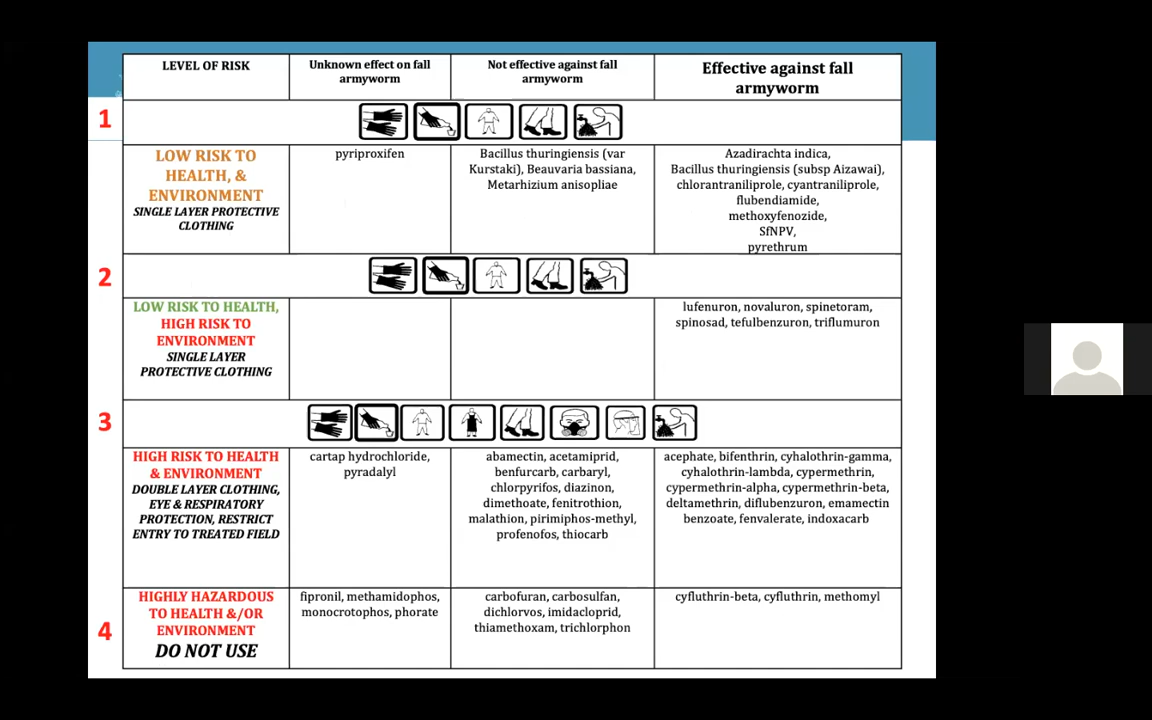 LEVEL OF RISK
Unknown effect on fall
armyworm
Not effective against fall
armyworm
Effective against fall
armyworm
1
LOW RISK TO
HEALTH, &
ENVIRONMENT
SINGLE LAYER PROTECTIVE
CLOTHING
pyriproxifen
Bacillus thuringiensis (var
Kurstaki), Beauvaria bassiana,
Metarhizium anisopliae
Azadirachta indica,
Bacillus thuringiensis (subsp Aizawai),
chlorantraniliprole, cyantraniliprole,
flubendiamide,
methoxyfenozide,
SfNPV,
pyrethrum
2
LOW RISK TO HEALTH,
HIGH RISK TO
ENVIRONMENT
SINGLE LAYER
PROTECTIVE CLOTHING
lufenuron, novaluron, spinetoram,
spinosad, tefulbenzuron, triflumuron
3
HIGH RISK TO HEALTH
& ENVIRONMENT
DOUBLE LAYER CLOTHING,
EYE & RESPIRATORY
PROTECTION, RESTRICT
ENTRY TO TREATED FIELD
cartap hydrochloride,
pyradalyl
abamectin, acetamiprid,
benfurcarb, carbaryl,
chlorpyrifos, diazinon,
dimethoate, fenitrothion,
malathion, pirimiphos-methyl,
profenofos, thiocarb
acephate, bifenthrin, cyhalothrin-gamma,
cyhalothrin-lambda, cypermethrin,
cypermethrin-alpha, cypermethrin-beta,
deltamethrin, diflubenzuron, emamectin
benzoate, fenvalerate, indoxacarb
4
HIGHLY HAZARDOUS
TO HEALTH &/OR
ENVIRONMENT
DO NOT USE
fipronil, methamidophos,
monocrotophos, phorate
carbofuran, carbosulfan,
dichlorvos, imidacloprid,
thiamethoxam, trichlorphon
cyfluthrin-beta, cyfluthrin, methomyl